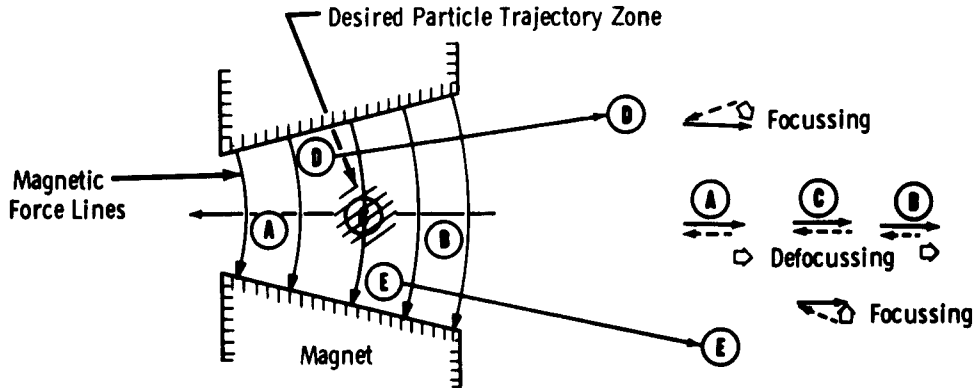 Desired Particle Trajectory Zone
D
D
Focussing
Magnetic
Force Lines
A
B
A
C
B
Defocussing
E
Focussing
Magnet
E